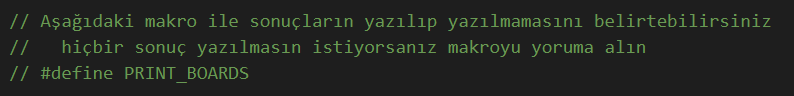 // Aşağıdaki makro ile sonuçların yazılıp yazılmamasını belirtebilirsiniz
//   hiçbir sonuç yazılmasın istiyorsanız makroyu yoruma alın
// #define PRINT_BOARDS